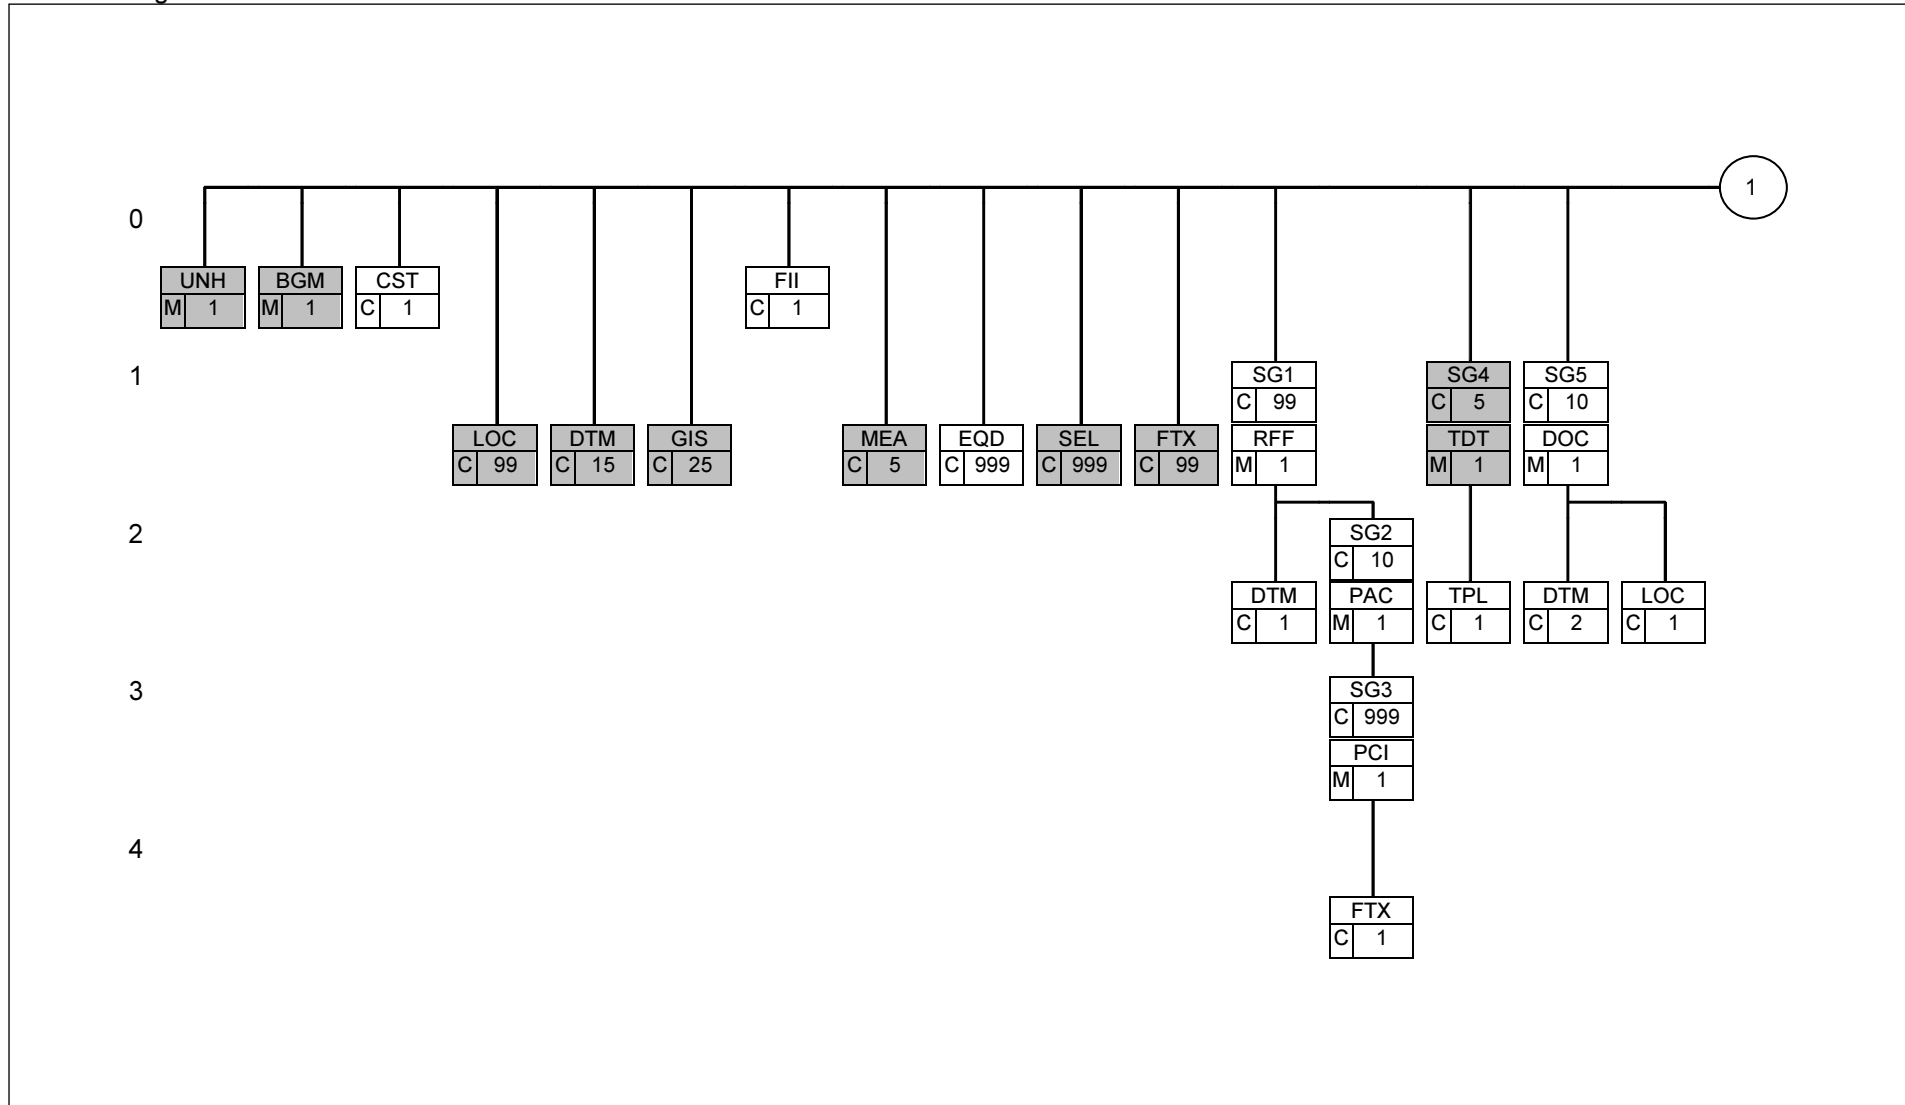 1
0
UNH BGM CST FII
M 1 M 1 C 1 C 1
1 SG1 SG4 SG5
C 99 C 5 C 10
LOC DTM GIS MEA EQD SEL FTX RFF TDT DOC
C 99 C 15 C 25 C 5 C 999 C 999 C 99 M 1 M 1 M 1
2 SG2
C 10
DTM PAC TPL DTM LOC
C 1 M 1 C 1 C 2 C 1
3 SG3
C 999
PCI
M 1
4
FTX
C 1